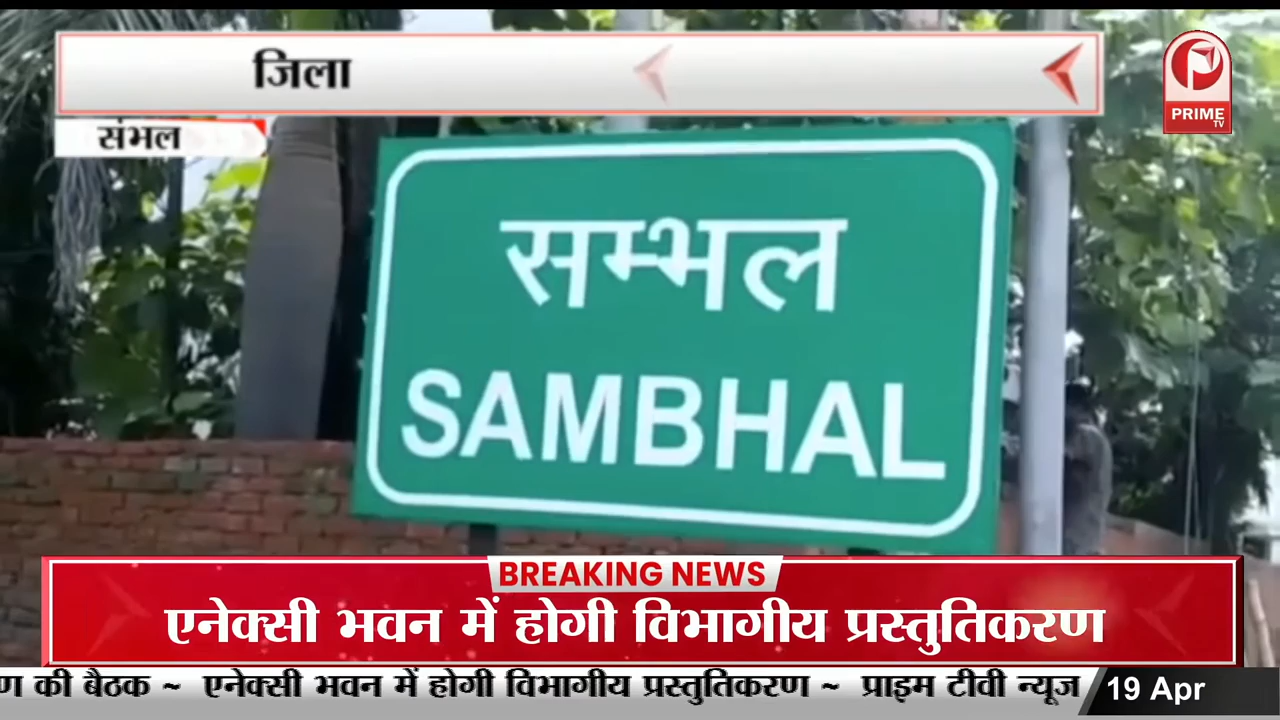 जिला
संभल
PRIME
TV
सम्भल
SAMBHAL
BREAKING NEWS
एनेक्सी भवन में होगी विभागीय प्रस्तुतिकरण
ण की बैठक ~ एनेक्सी भवन में होगी विभागीय प्रस्तुतिकरण ~ प्राइम टीवी न्यूज
19 Apr